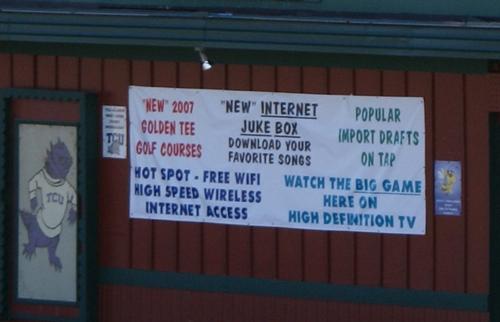 "NEW" 2007
GOLDEN TEE
GOLF COURSES
"NEW" INTERNET
JUKE BOX
DOWNLOAD YOUR
FAVORITE SONGS
POPULAR
IMPORT DRAFTS
ON TAP
HOT SPOT - FREE WIFI
HIGH SPEED WIRELESS
INTERNET ACCESS
WATCH THE BIG GAME
HERE ON
HIGH DEFINITION TV
TCU
TCU